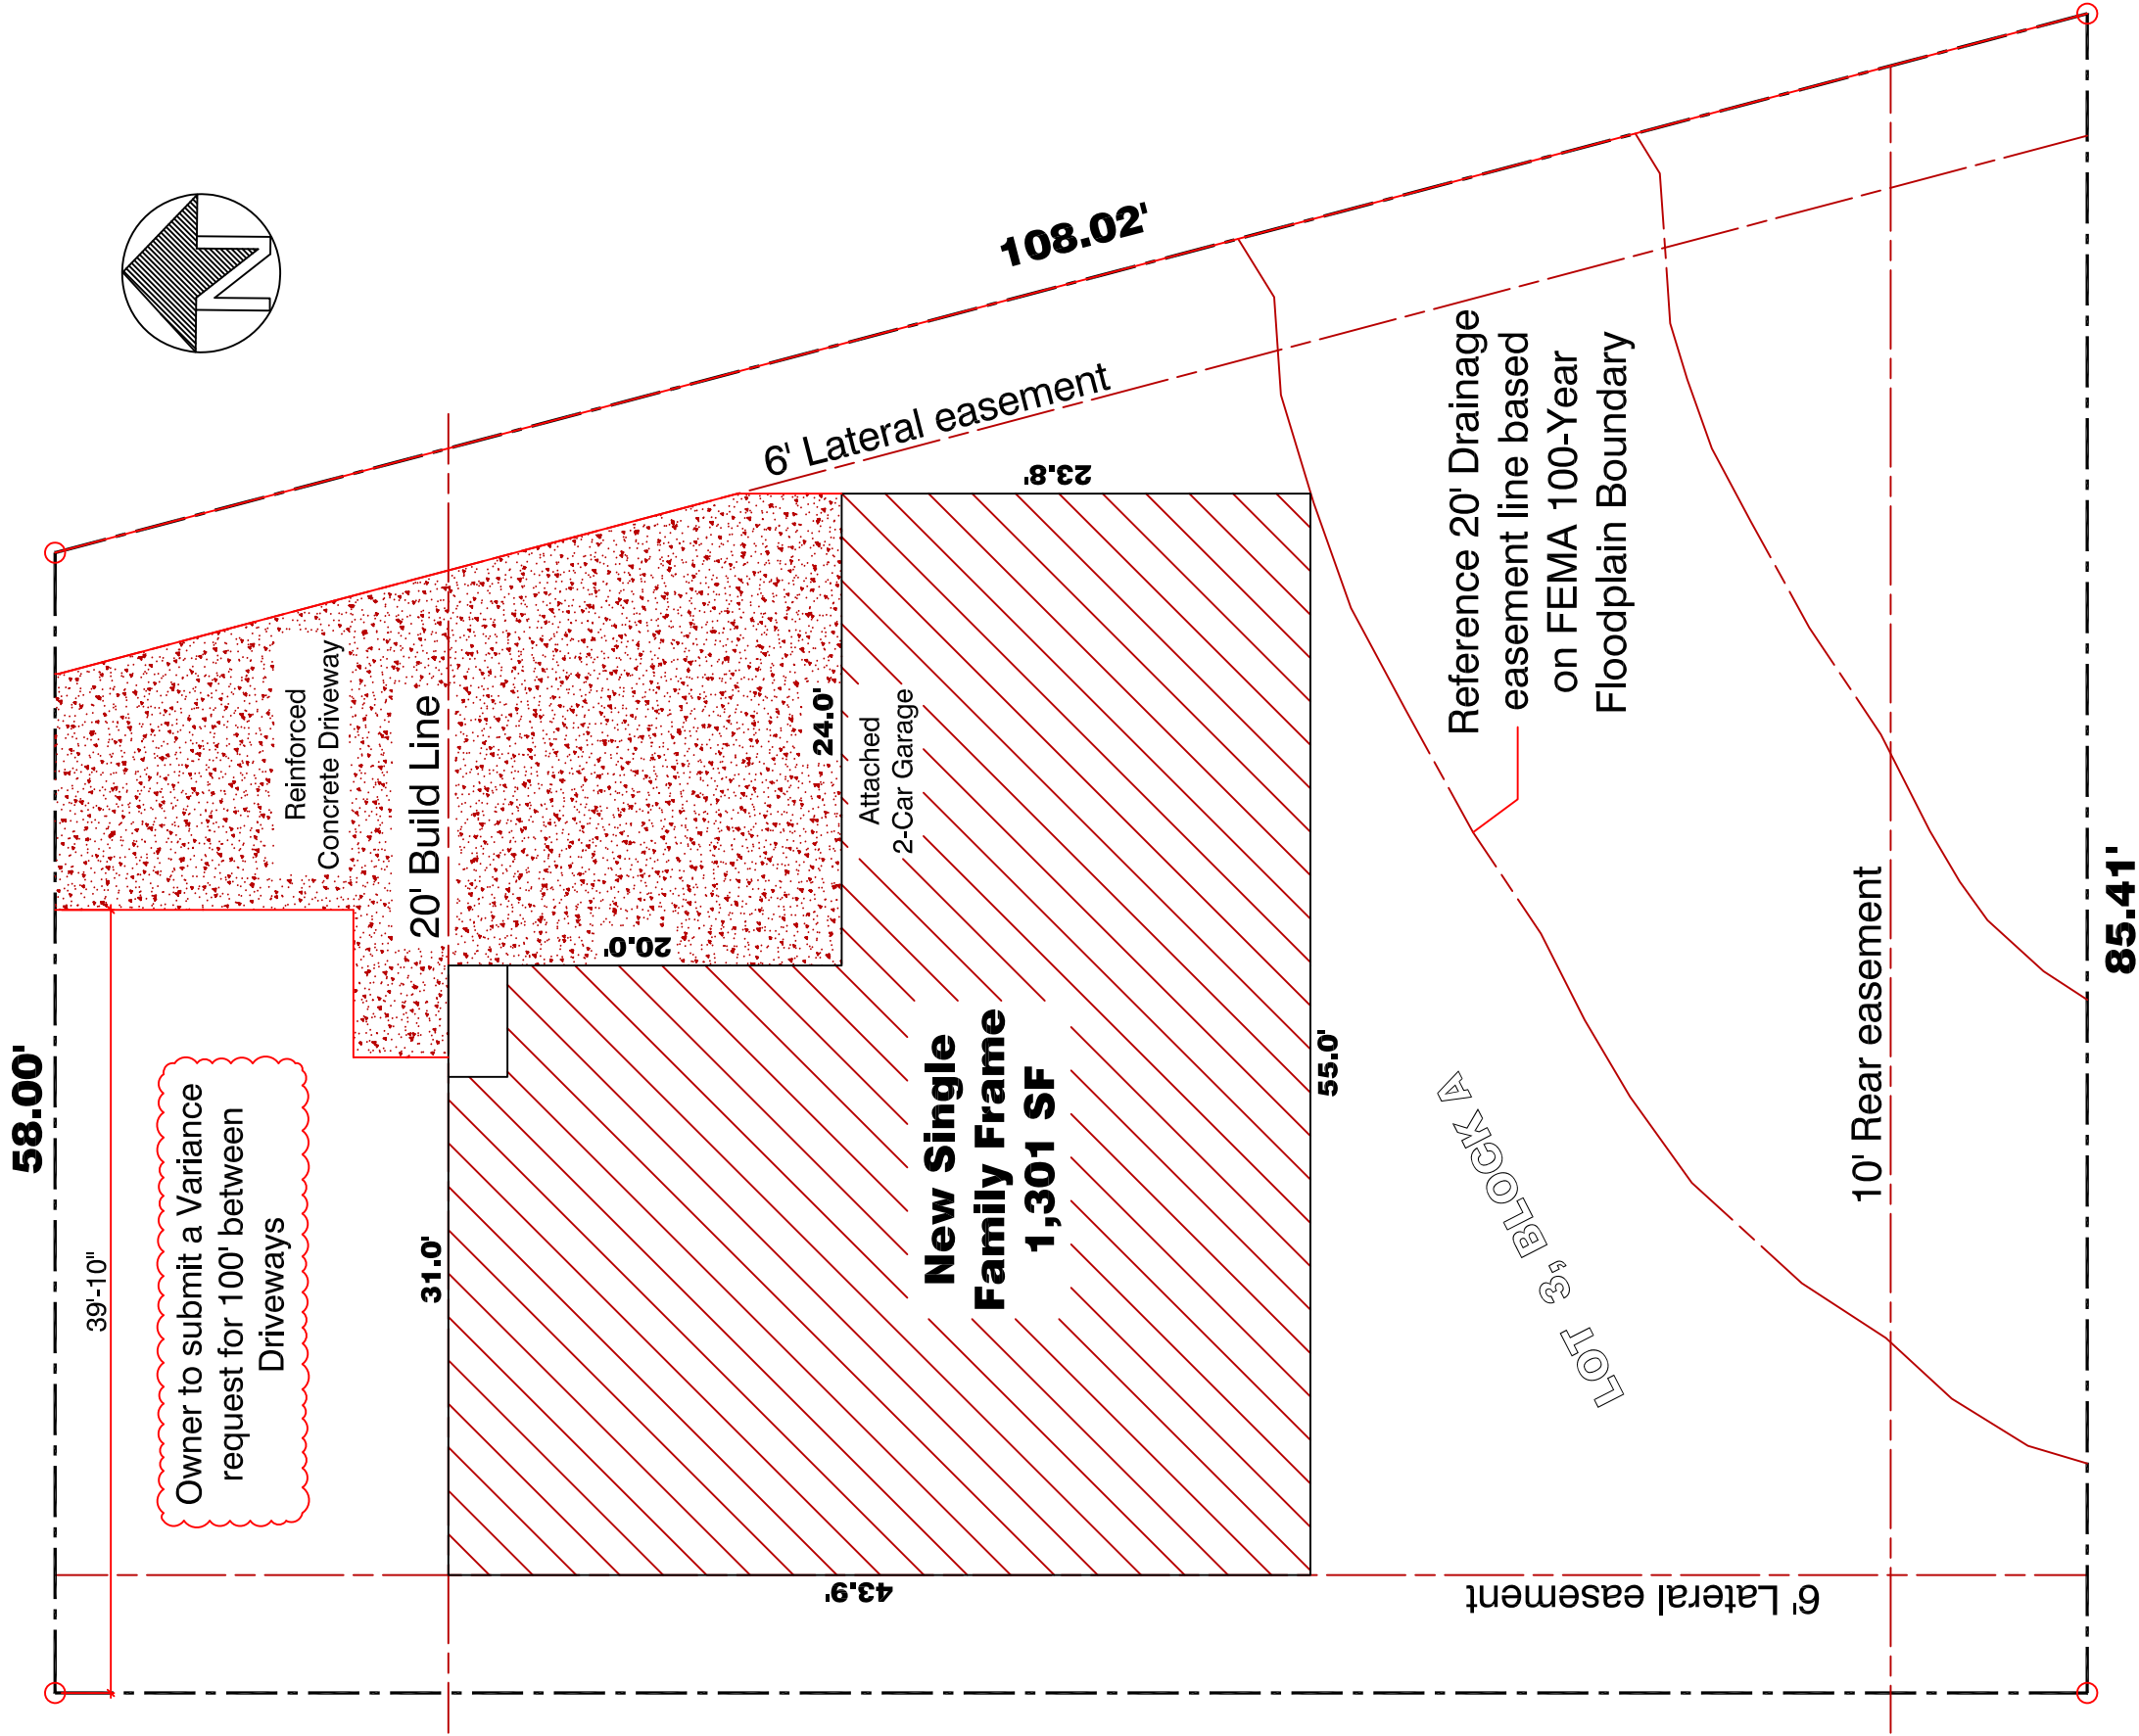 58.00'
39'-10"
Owner to submit a Variance
request for 100' between
Driveways
N
Reinforced
Concrete Driveway
20' Build Line
31.0'
20.0'
24.0'
Attached
2-Car Garage
6' Lateral easement
108.02'
23.8'
New Single
Family Frame
1,301 SF
43.9'
55.0'
Reference 20' Drainage
easement line based
on FEMA 100-Year
Floodplain Boundary
LOT 3, BLOCK A
6' Lateral easement
10' Rear easement
85.41'